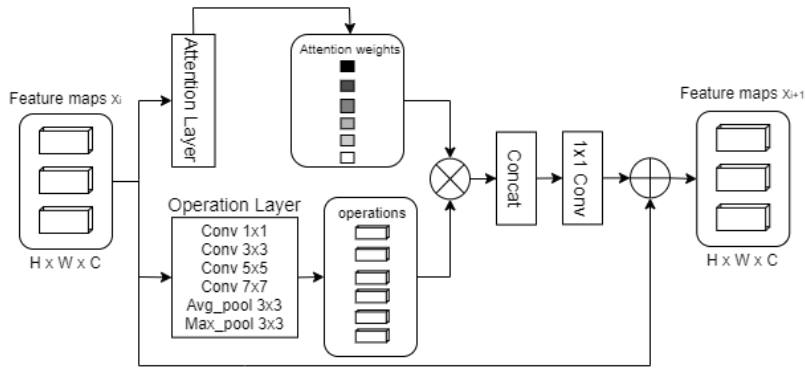 Feature maps xᵢ
H x W x C
Attention Layer
Attention weights
Operation Layer
Conv 1x1
Conv 3x3
Conv 5x5
Conv 7x7
Avg_pool 3x3
Max_pool 3x3
operations
Concat
1x1 Conv
Feature maps xᵢ₊₁
H x W x C